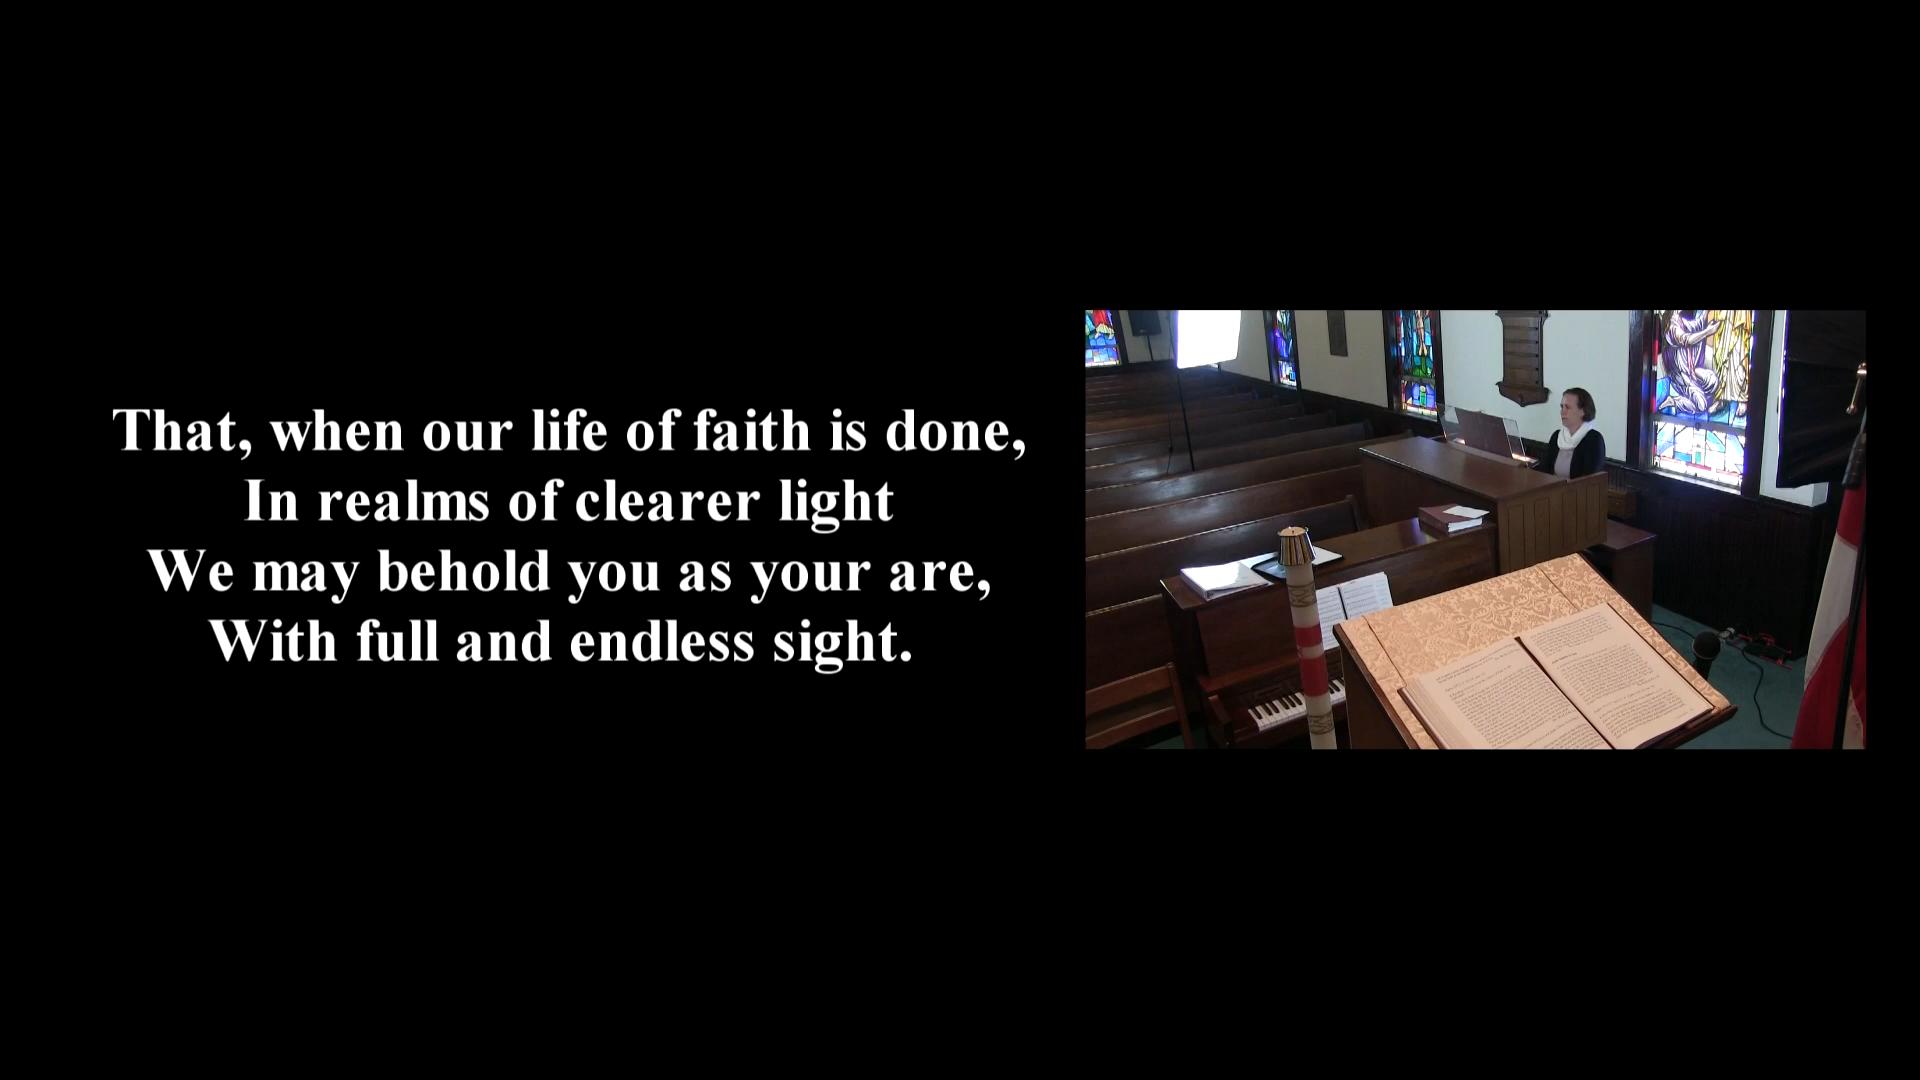 That, when our life of faith is done,
In realms of clearer light
We may behold you as your are,
With full and endless sight.